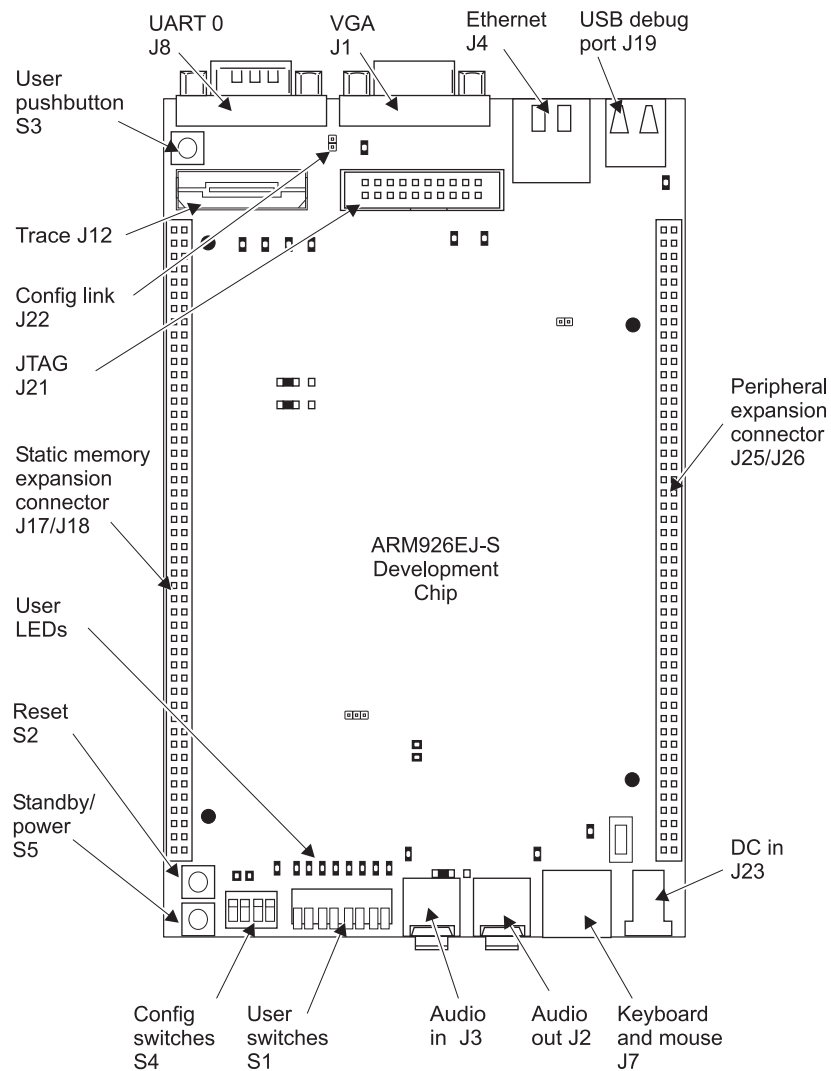 UART 0
J8
VGA
J1
Ethernet
J4
USB debug
port J19
User
pushbutton
S3
Trace J12
Config link
J22
JTAG
J21
Static memory
expansion
connector
J17/J18
Peripheral
expansion
connector
J25/J26
ARM926EJ-S
Development
Chip
User
LEDs
Reset
S2
Standby/
power
S5
DC in
J23
Config
switches
S4
User
switches
S1
Audio
in J3
Audio
out J2
Keyboard
and mouse
J7